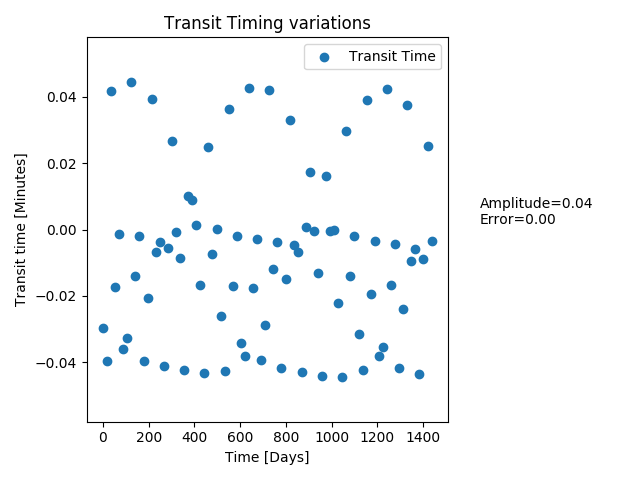 Transit Timing variations
Transit Time
0.04
0.02
0.00
−0.02
−0.04
Transit time [Minutes]
0 200 400 600 800 1000 1200 1400
Time [Days]
Amplitude=0.04
Error=0.00